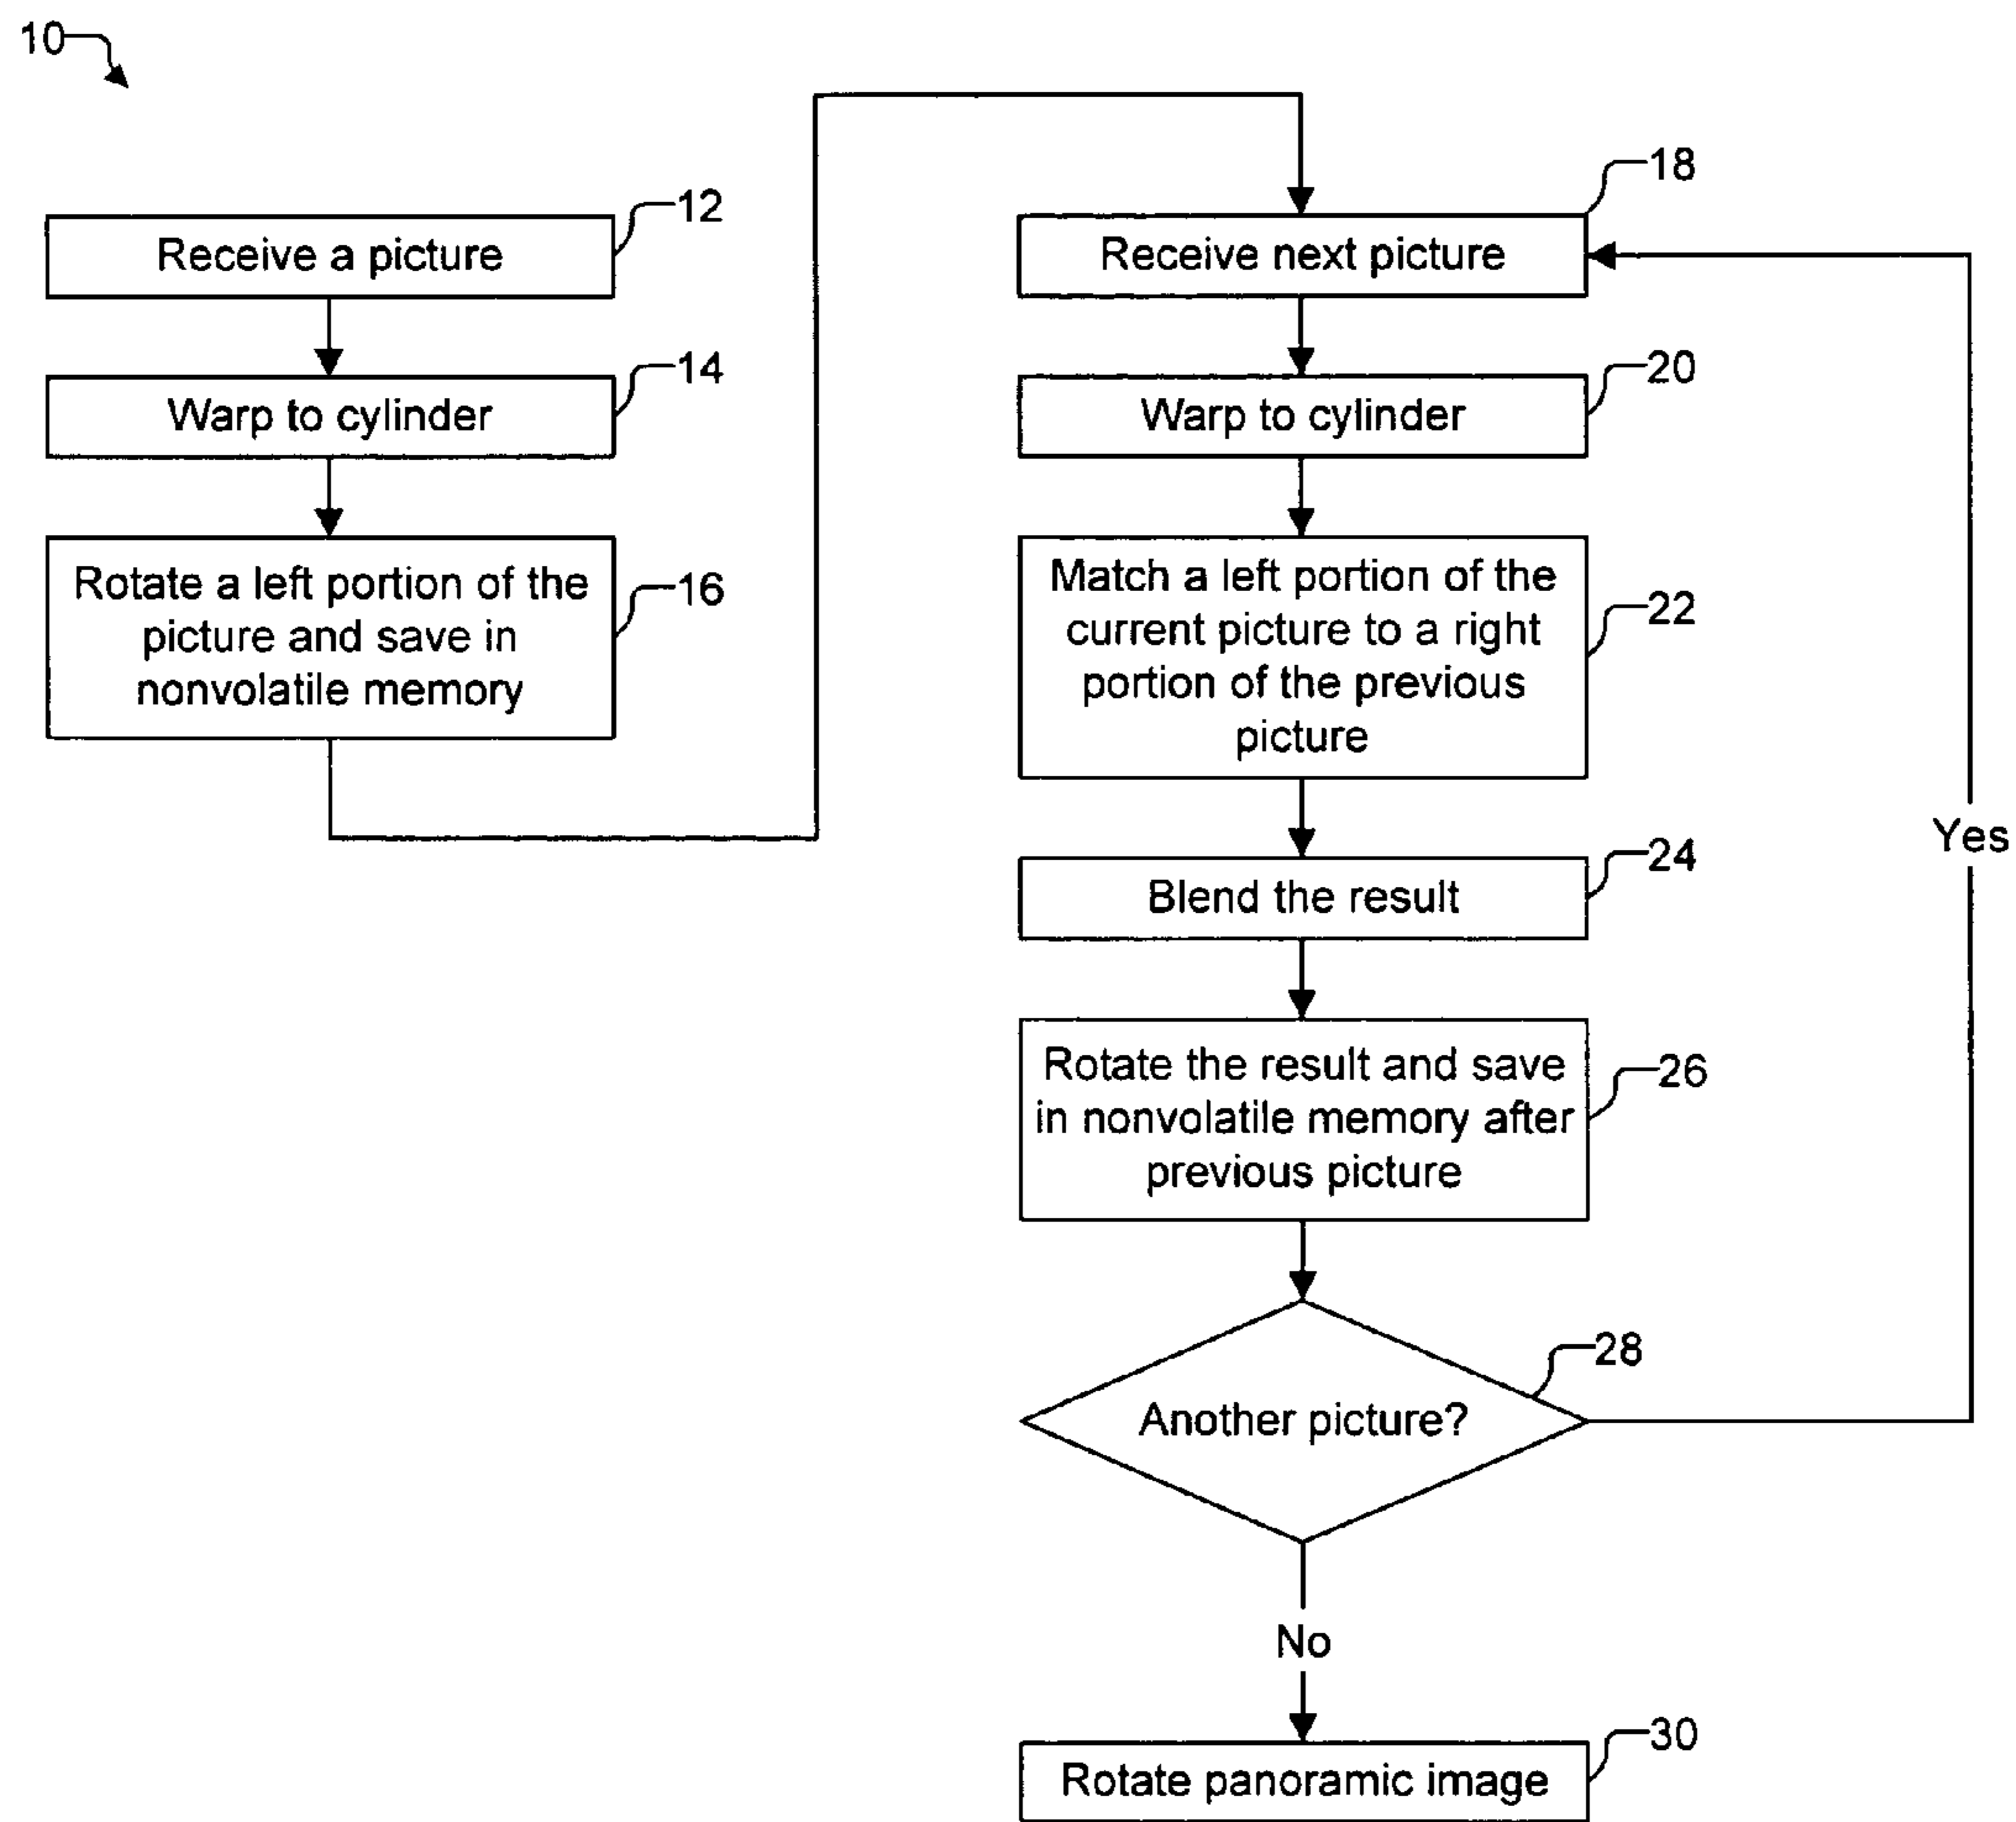 10
12
Receive a picture
14
Warp to cylinder
16
Rotate a left portion of the
picture and save in
nonvolatile memory
18
Receive next picture
20
Warp to cylinder
22
Match a left portion of the
current picture to a right
portion of the previous
picture
24
Blend the result
26
Rotate the result and save
in nonvolatile memory after
previous picture
28
Another picture?
Yes
No
30
Rotate panoramic image